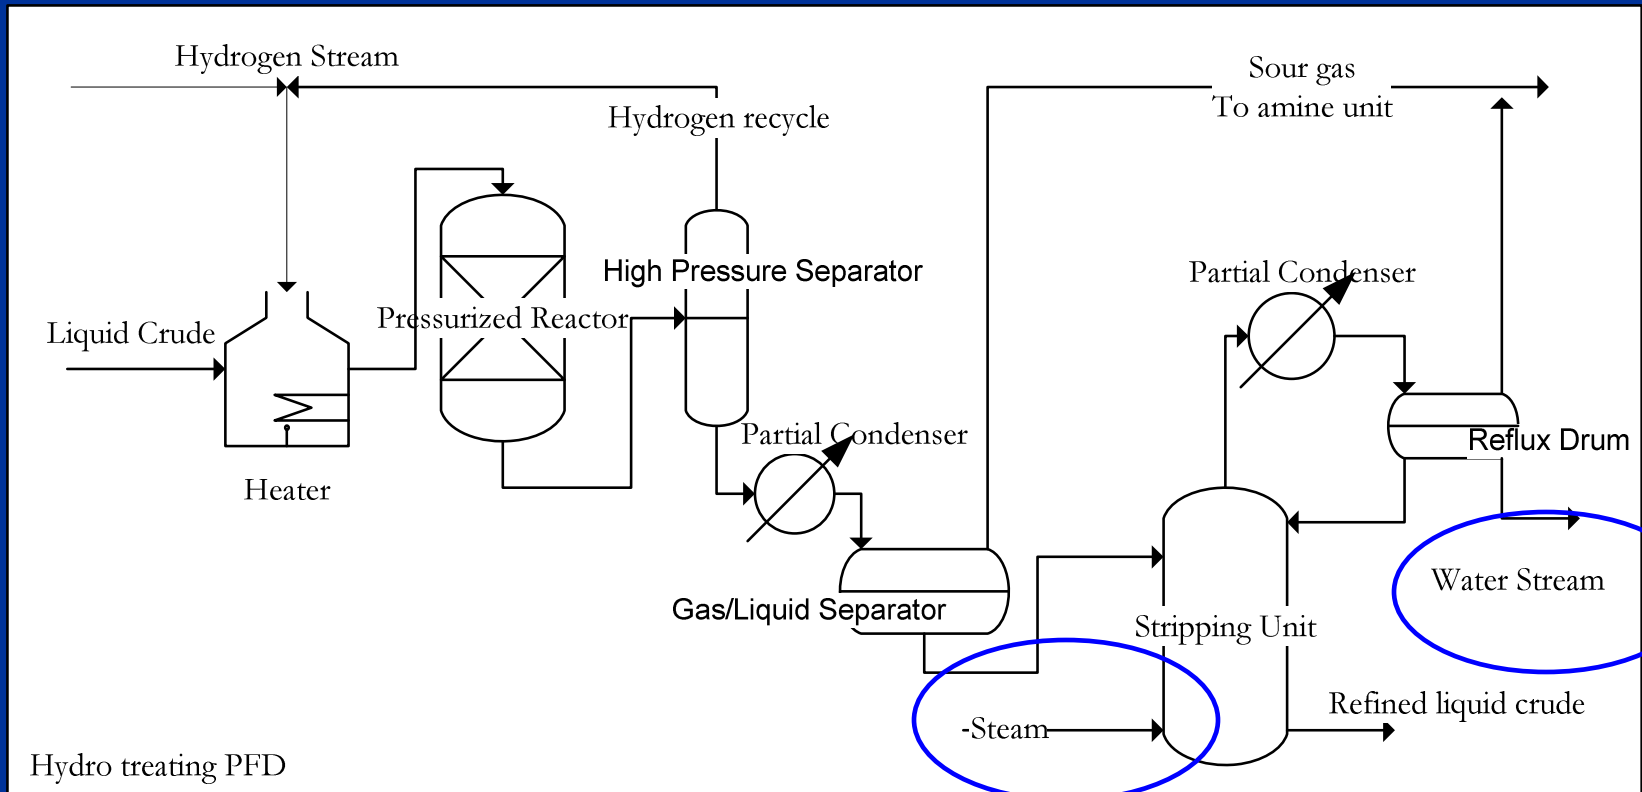 Hydrogen Stream
Sour gas
To amine unit
Hydrogen recycle
High Pressure Separator
Partial Condenser
Pressurized Reactor
Liquid Crude
Partial Condenser
Reflux Drum
Heater
Water Stream
Gas/Liquid Separator
Stripping Unit
Refined liquid crude
-Steam
Hydro treating PFD